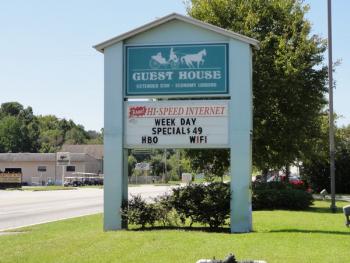 GUEST HOUSE
EXTENDED STAY - ECONOMY LODGING
HI-SPEED INTERNET
WEEK DAY
SPECIALS 49
HBO WIFI